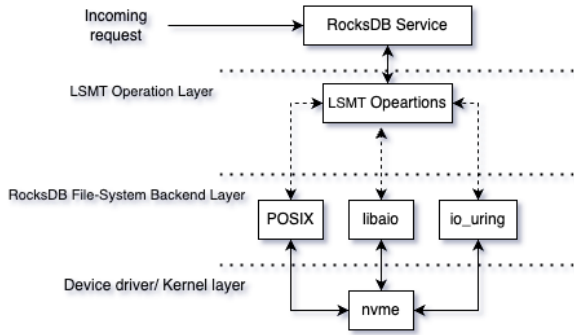 Incoming
request
RocksDB Service
LSMT Operation Layer
LSMT Opeartions
RocksDB File-System Backend Layer
POSIX
libaio
io_uring
Device driver/ Kernel layer
nvme